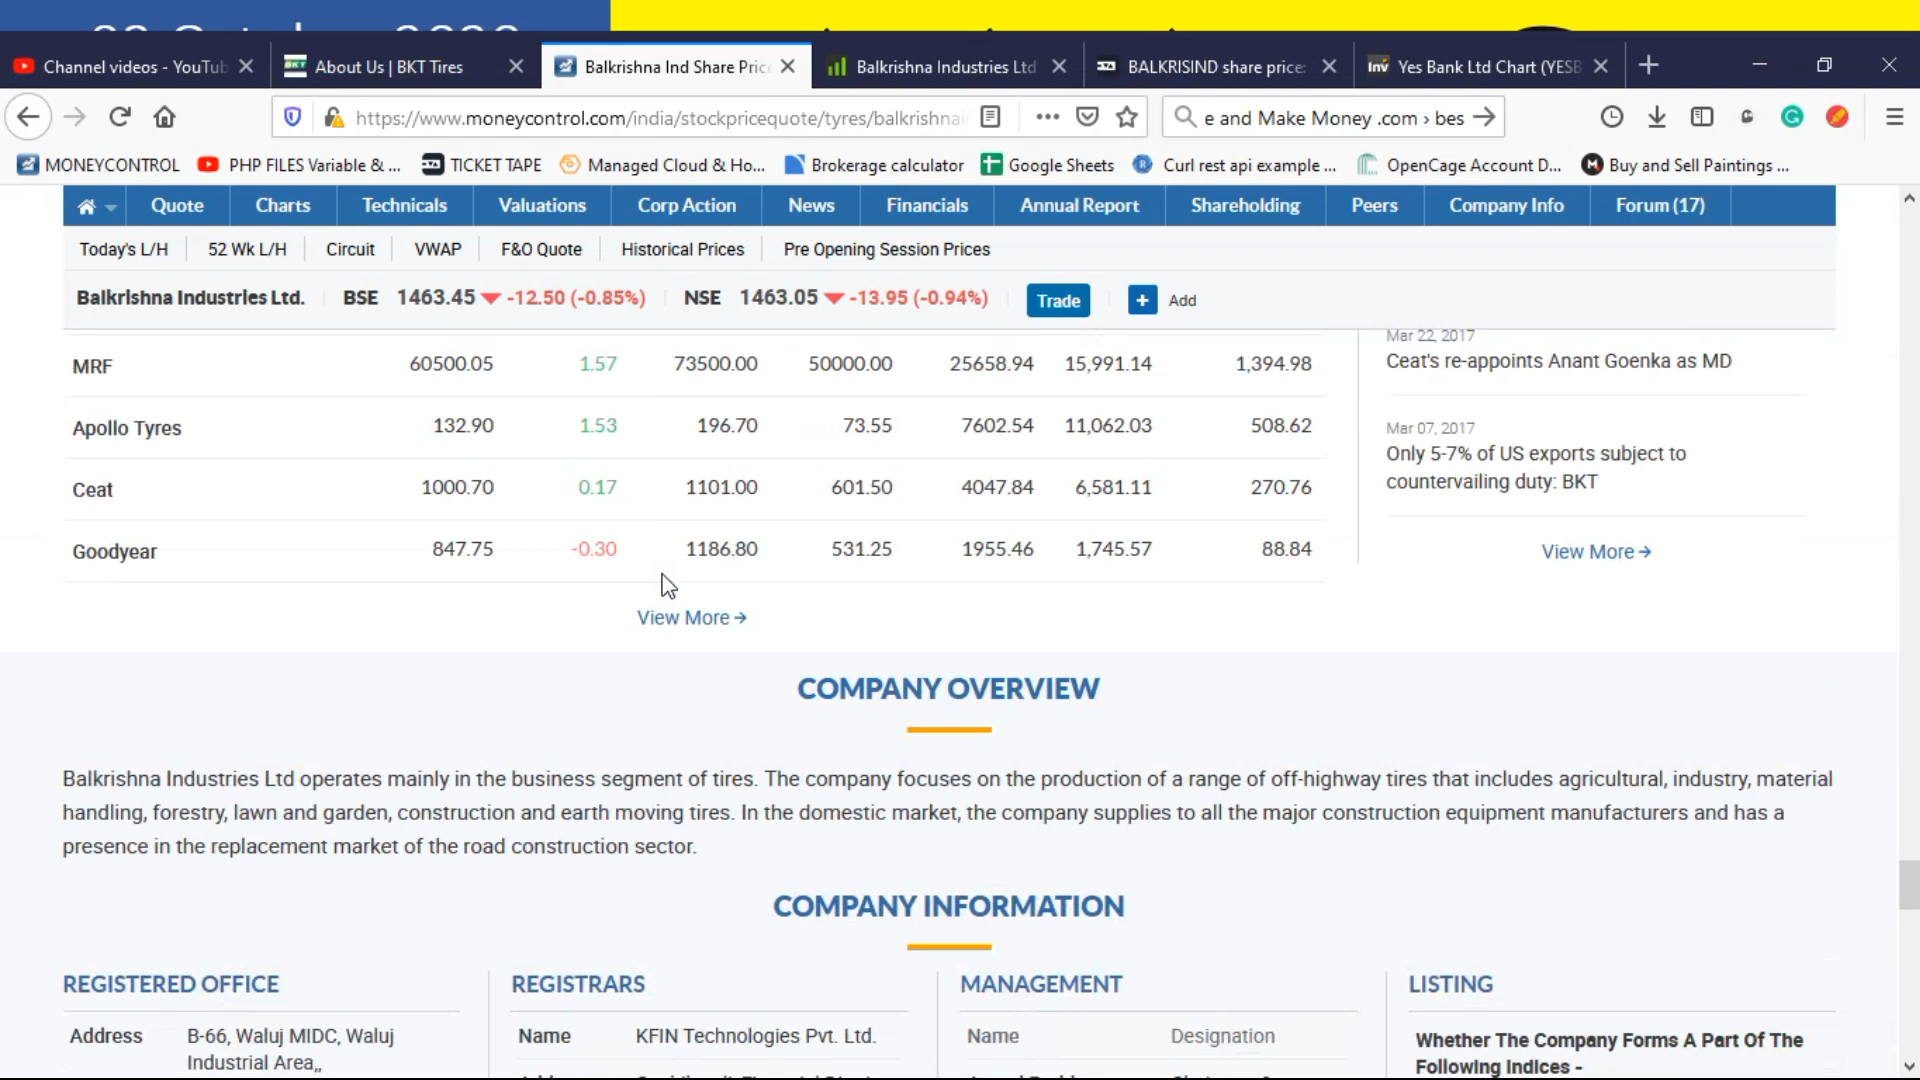 Channel videos - YouTub
About Us | BKT Tires
Balkrishna Ind Share Pric
Balkrishna Industries Ltd
BALKRISIND share price:
Yes Bank Ltd Chart (YESB
https://www.moneycontrol.com/india/stockpricequote/tyres/balkrishnai
e and Make Money .com › bes
MONEYCONTROL
PHP FILES Variable & ...
TICKET TAPE
Managed Cloud & Ho...
Brokerage calculator
Google Sheets
Curl rest api example ...
OpenCage Account D...
Buy and Sell Paintings ...
Quote Charts Technicals Valuations Corp Action News Financials Annual Report Shareholding Peers Company Info Forum (17)
Today's L/H 52 Wk L/H Circuit VWAP F&O Quote Historical Prices Pre Opening Session Prices
Balkrishna Industries Ltd. BSE 1463.45 -12.50 (-0.85%) NSE 1463.05 -13.95 (-0.94%) Trade + Add
MRF 60500.05 1.57 73500.00 50000.00 25658.94 15,991.14 1,394.98
Apollo Tyres 132.90 1.53 196.70 73.55 7602.54 11,062.03 508.62
Ceat 1000.70 0.17 1101.00 601.50 4047.84 6,581.11 270.76
Goodyear 847.75 -0.30 1186.80 531.25 1955.46 1,745.57 88.84
View More
Mar 22, 2017
Ceat's re-appoints Anant Goenka as MD
Mar 07, 2017
Only 5-7% of US exports subject to
countervailing duty: BKT
View More
COMPANY OVERVIEW
Balkrishna Industries Ltd operates mainly in the business segment of tires. The company focuses on the production of a range of off-highway tires that includes agricultural, industry, material
handling, forestry, lawn and garden, construction and earth moving tires. In the domestic market, the company supplies to all the major construction equipment manufacturers and has a
presence in the replacement market of the road construction sector.
COMPANY INFORMATION
REGISTERED OFFICE
Address B-66, Waluj MIDC, Waluj
Industrial Area,,
REGISTRARS
Name KFIN Technologies Pvt. Ltd.
MANAGEMENT
Name Designation
LISTING
Whether The Company Forms A Part Of The
Following Indices -